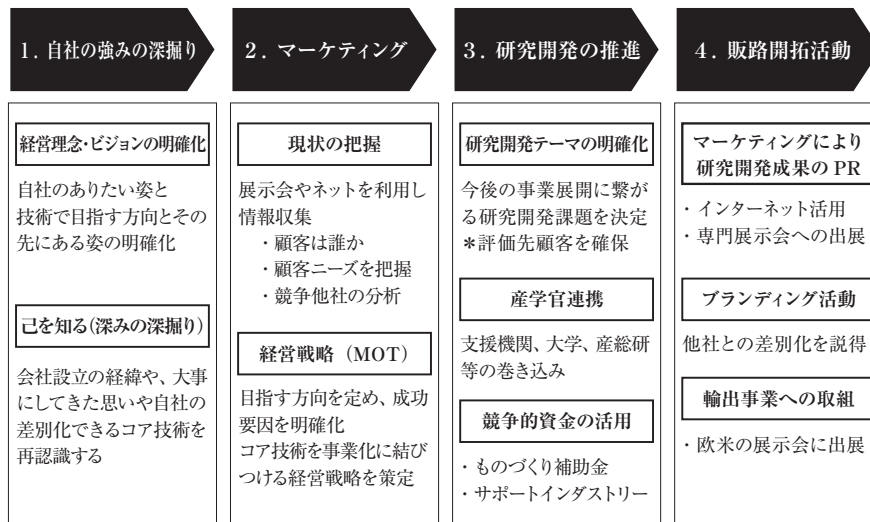 1. 自社の強みの深掘り
経営理念・ビジョンの明確化
自社のありたい姿と
技術で目指す方向とその
先にある姿の明確化
己を知る(深みの深掘り)
会社設立の経緯や、大事
にしてきた思いや自社の
差別化できるコア技術を
再認識する
2. マーケティング
現状の把握
展示会やネットを利用し
情報収集
・顧客は誰か
・顧客ニーズを把握
・競争他社の分析
経営戦略（MOT）
目指す方向を定め、成功
要因を明確化
コア技術を事業化に結び
つける経営戦略を策定
3. 研究開発の推進
研究開発テーマの明確化
今後の事業展開に繋が
る研究開発課題を決定
＊評価先顧客を確保
産学官連携
支援機関、大学、産総研
等の巻き込み
競争的資金の活用
・ものづくり補助金
・サポートインダストリー
4. 販路開拓活動
マーケティングにより
研究開発成果の PR
・インターネット活用
・専門展示会への出展
ブランディング活動
他社との差別化を説得
輸出事業への取組
・欧米の展示会に出展